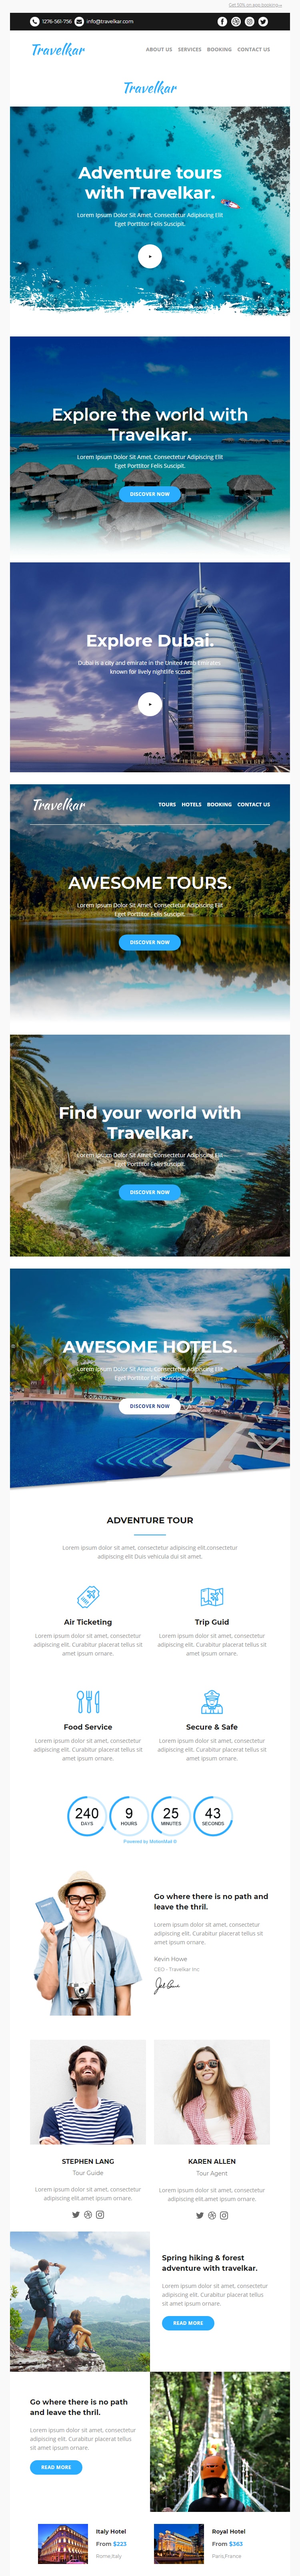 Get 50% on app booking »
1276-561-756 info@travelkar.com
Travelkar
ABOUT US SERVICES BOOKING CONTACT US
Travelkar
Adventure tours
with Travelkar.
Lorem Ipsum Dolor Sit Amet, Consectetur Adipiscing Elit
Eget Porttitor Felis Suscipit.
Explore the world with
Travelkar.
Lorem Ipsum Dolor Sit Amet, Consectetur Adipiscing Elit
Eget Porttitor Felis Suscipit.
DISCOVER NOW
Explore Dubai.
Dubai is a city and emirate in the United Arab Emirates
known for lively nightlife scene
Travelkar
TOURS HOTELS BOOKING CONTACT US
AWESOME TOURS.
Lorem Ipsum Dolor Sit Amet, Consectetur Adipiscing Elit
Eget Porttitor Felis Suscipit.
DISCOVER NOW
Find your world with
Travelkar.
Lorem Ipsum Dolor Sit Amet, Consectetur Adipiscing Elit
Eget Porttitor Felis Suscipit.
DISCOVER NOW
AWESOME HOTELS.
Lorem Ipsum Dolor Sit Amet, Consectetur Adipiscing Elit
Eget Porttitor Felis Suscipit.
DISCOVER NOW
ADVENTURE TOUR
Lorem ipsum dolor sit amet, consectetur adipiscing elit.consectetur
adipiscing elit Duis vehicula dui sit amet.
Air Ticketing
Lorem ipsum dolor sit amet, consectetur
adipiscing elit. Curabitur placerat tellus sit
amet ipsum ornare.
Trip Guid
Lorem ipsum dolor sit amet, consectetur
adipiscing elit. Curabitur placerat tellus sit
amet ipsum ornare.
Food Service
Lorem ipsum dolor sit amet, consectetur
adipiscing elit. Curabitur placerat tellus sit
amet ipsum ornare.
Secure & Safe
Lorem ipsum dolor sit amet, consectetur
adipiscing elit. Curabitur placerat tellus sit
amet ipsum ornare.
240 9 25 43
DAYS HOURS MINUTES SECONDS
Powered by MotionMail
Go where there is no path and
leave the thril.
Lorem ipsum dolor sit amet, consectetur
adipiscing elit. Curabitur placerat tellus sit
amet ipsum ornare.
Kevin Howe
CEO - Travelkar Inc
STEPHEN LANG
Tour Guide
Lorem ipsum dolor sit amet, consectetur
adipiscing elit,amet ipsum ornare.
KAREN ALLEN
Tour Agent
Lorem ipsum dolor sit amet, consectetur
adipiscing elit,amet ipsum ornare.
Spring hiking & forest
adventure with travelkar.
Lorem ipsum dolor sit amet, consectetur
adipiscing elit. Curabitur placerat tellus
sit amet ipsum ornare.
READ MORE
Go where there is no path
and leave the thril.
Lorem ipsum dolor sit amet, consectetur
adipiscing elit. Curabitur placerat tellus
sit amet ipsum ornare.
READ MORE
Italy Hotel
From $223
Rome,Italy
Royal Hotel
From $363
Paris,France